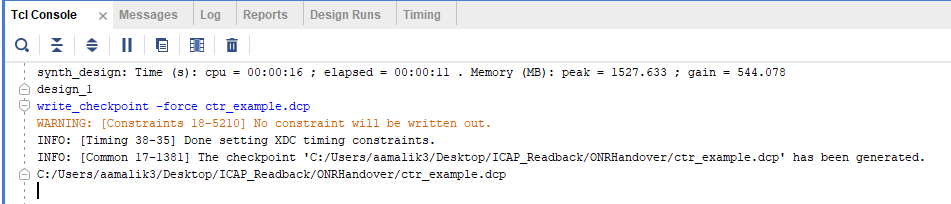 Tcl Console × Messages Log Reports Design Runs Timing
synth_design: Time (s): cpu = 00:00:16 ; elapsed = 00:00:11 . Memory (MB): peak = 1527.633 ; gain = 544.078
design_1
write_checkpoint -force ctr_example.dcp
WARNING: [Constraints 18-5210] No constraint will be written out.
INFO: [Timing 38-35] Done setting XDC timing constraints.
INFO: [Common 17-1381] The checkpoint 'C:/Users/aamalik3/Desktop/ICAP_Readback/ONRHandover/ctr_example.dcp' has been generated.
C:/Users/aamalik3/Desktop/ICAP_Readback/ONRHandover/ctr_example.dcp